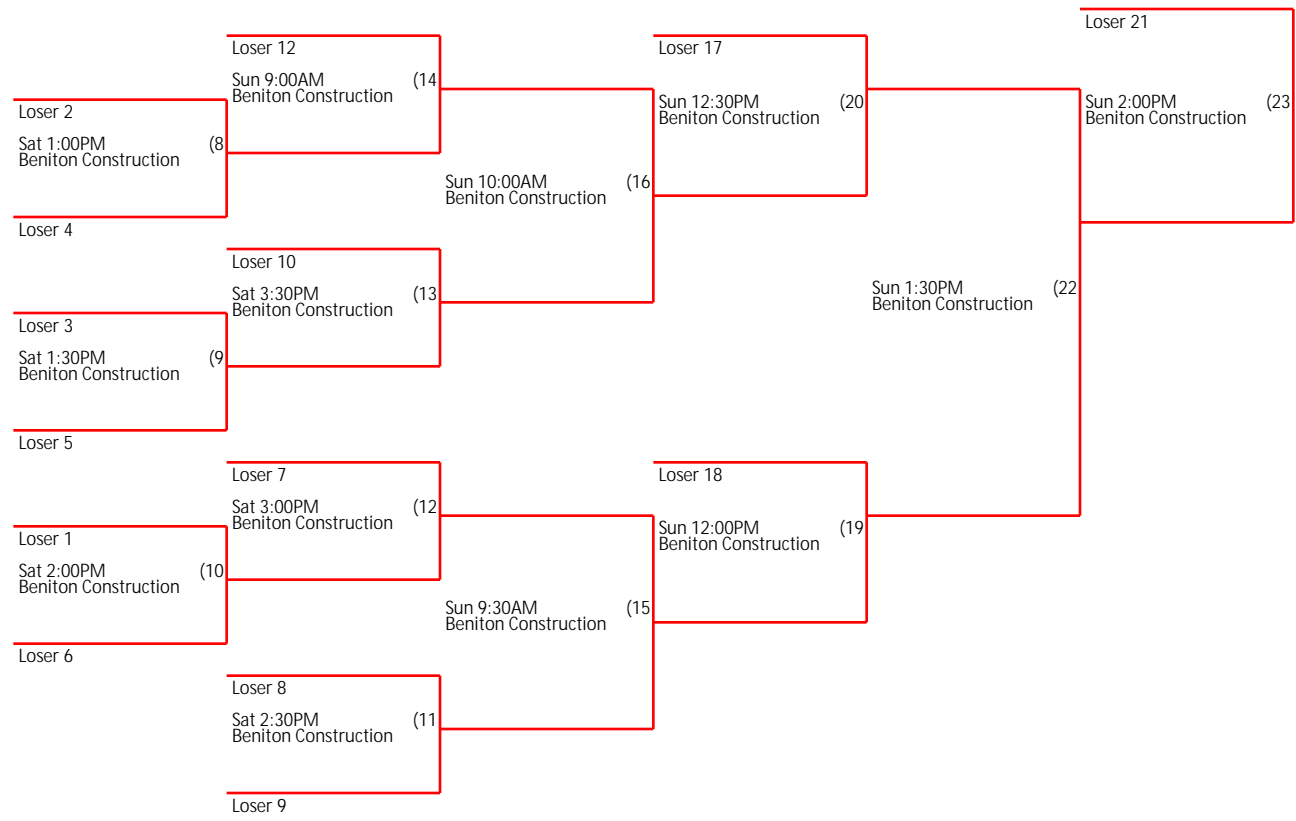 Loser 21
Loser 12
Loser 17
Sun 9:00AM (14
Beniton Construction
Sun 12:30PM (20
Beniton Construction
Sun 2:00PM (23
Beniton Construction
Loser 2
Sat 1:00PM (8
Beniton Construction
Sun 10:00AM (16
Beniton Construction
Loser 4
Loser 10
Sat 3:30PM (13
Beniton Construction
Sun 1:30PM (22
Beniton Construction
Loser 3
Sat 1:30PM (9
Beniton Construction
Loser 5
Loser 7
Loser 18
Sat 3:00PM (12
Beniton Construction
Sun 12:00PM (19
Beniton Construction
Loser 1
Sat 2:00PM (10
Beniton Construction
Sun 9:30AM (15
Beniton Construction
Loser 6
Loser 8
Sat 2:30PM (11
Beniton Construction
Loser 9